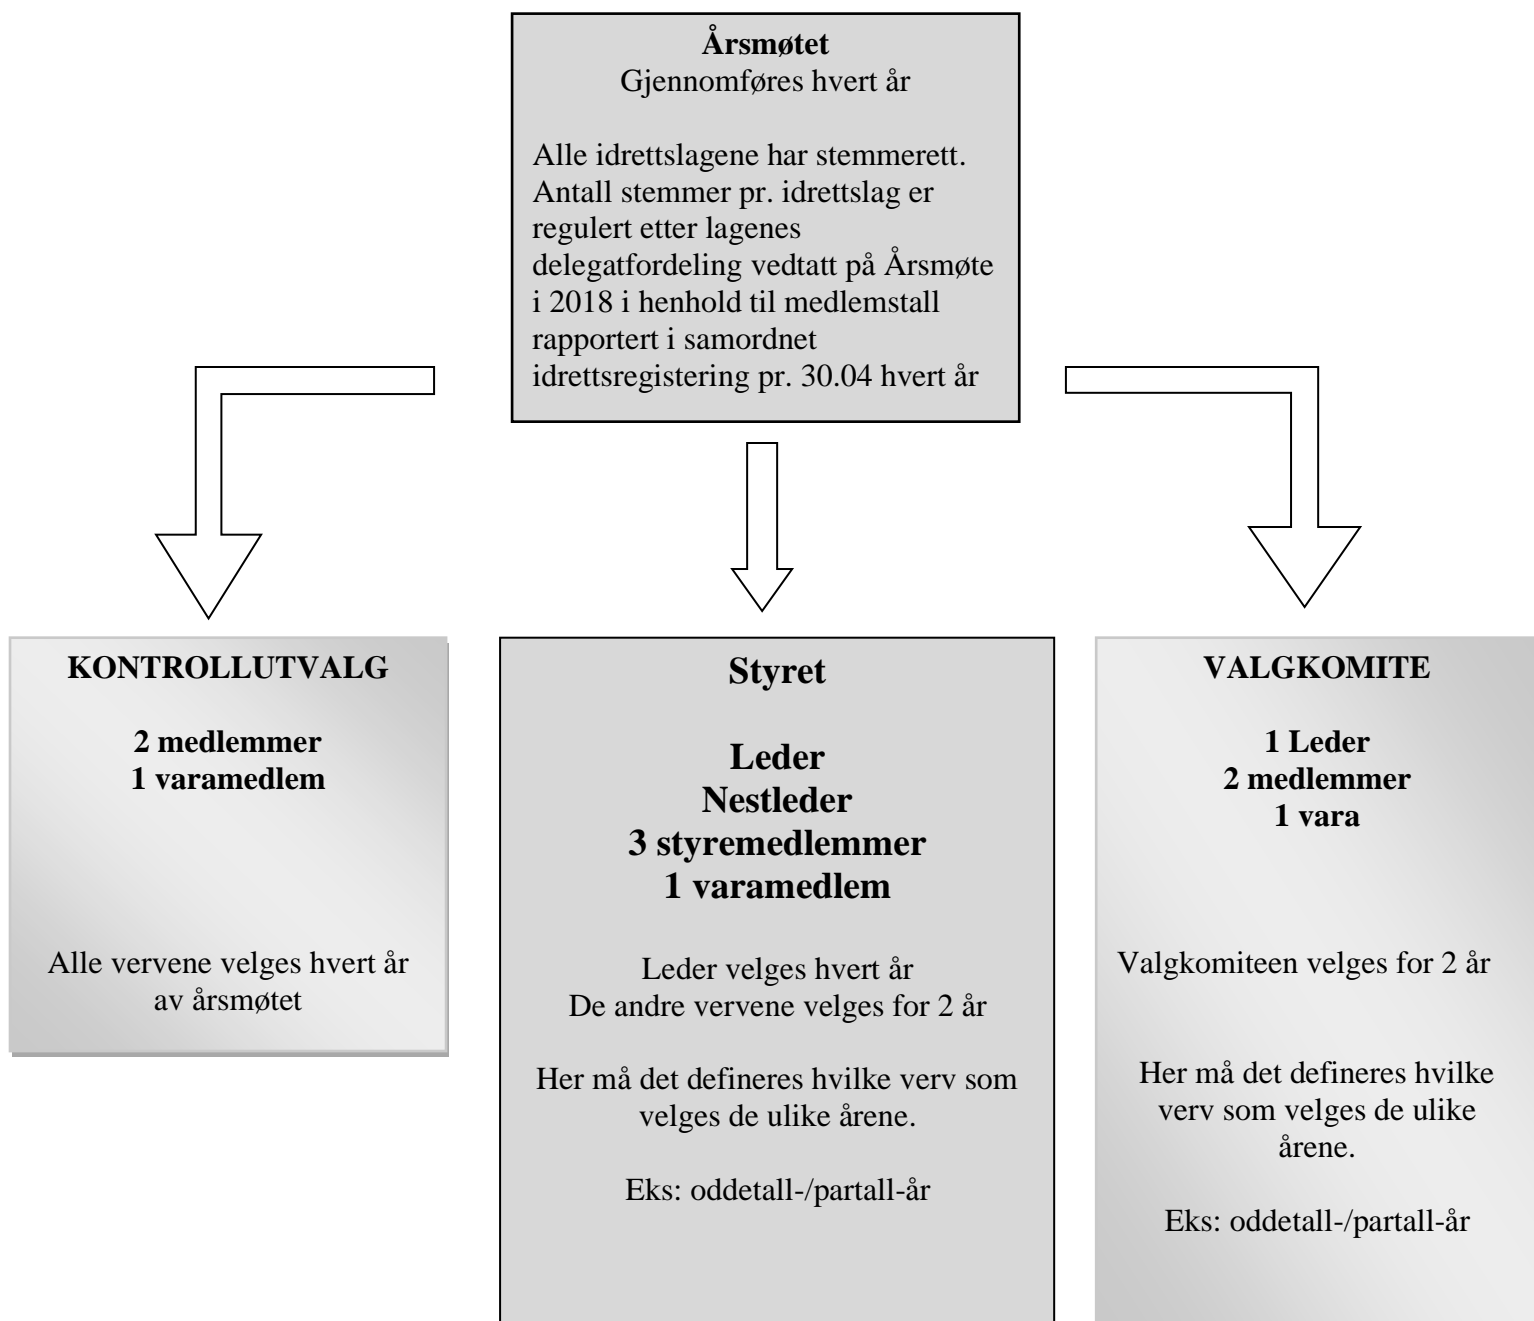 Årsmøtet
Gjennomføres hvert år
Alle idrettslagene har stemmerett.
Antall stemmer pr. idrettslag er
regulert etter lagenes
delegatfordeling vedtatt på Årsmøte
i 2018 i henhold til medlemstall
rapportert i samordnet
idrettsregistering pr. 30.04 hvert år
KONTROLLUTVALG
2 medlemmer
1 varamedlem
Alle vervene velges hvert år
av årsmøtet
Styret
Leder
Nestleder
3 styremedlemmer
1 varamedlem
Leder velges hvert år
De andre vervene velges for 2 år
Her må det defineres hvilke verv som
velges de ulike årene.
Eks: oddetall-/partall-år
VALGKOMITE
1 Leder
2 medlemmer
1 vara
Valgkomiteen velges for 2 år
Her må det defineres hvilke
verv som velges de ulike
årene.
Eks: oddetall-/partall-år